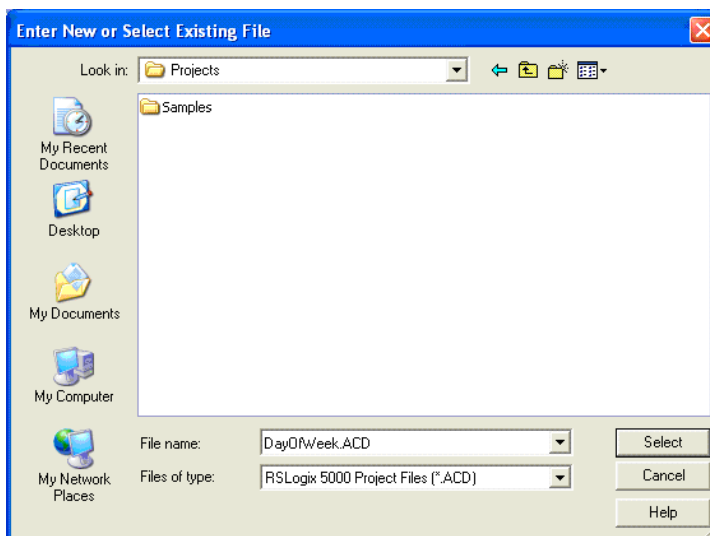 Enter New or Select Existing File
Look in: Projects
Samples
My Recent
Documents
Desktop
My Documents
My Computer
My Network
Places
File name: DayOfWeek.ACD Select
Files of type: RSLogix 5000 Project Files (*.ACD) Cancel
Help